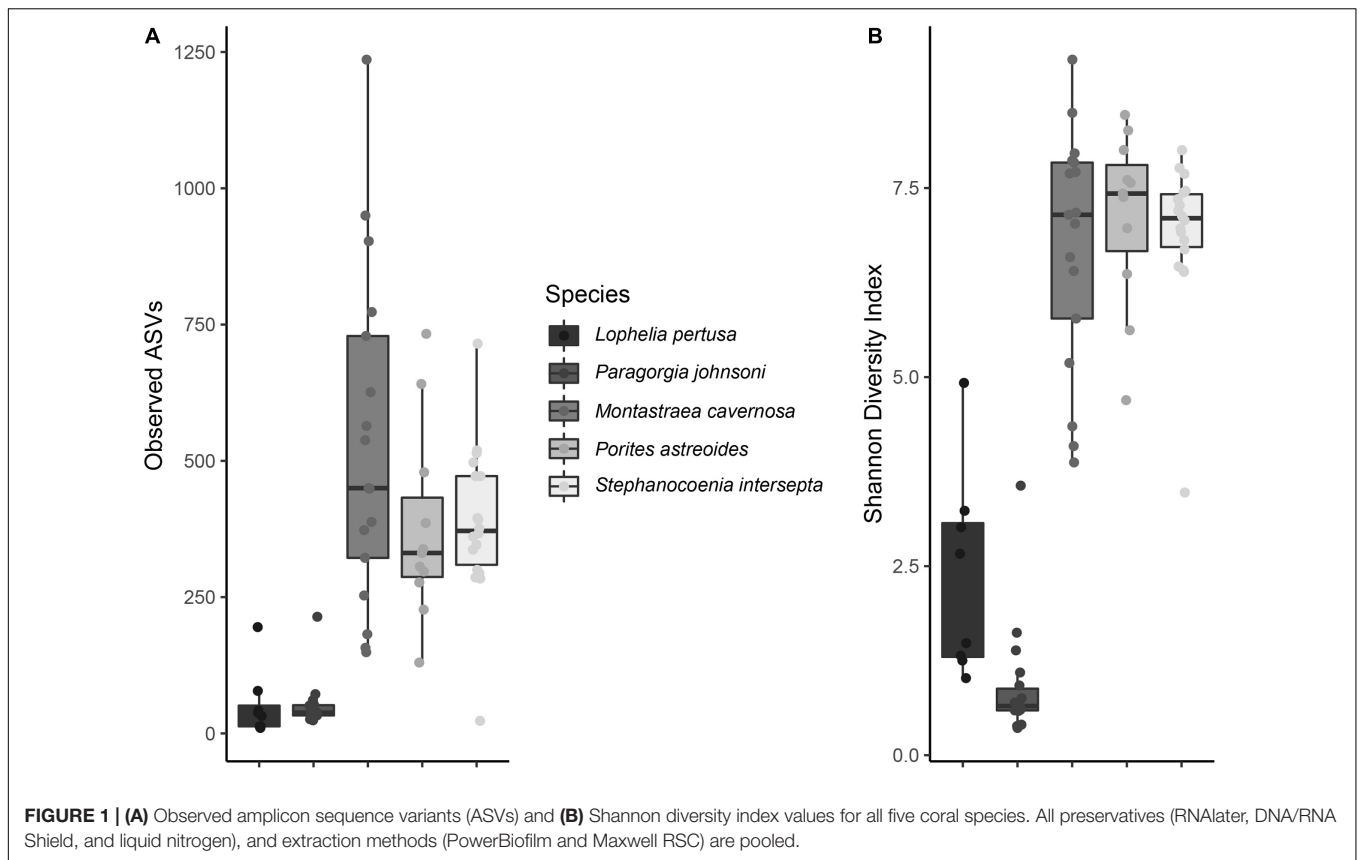 A
1250
1000
750
500
250
0
Observed ASVs
Species
Lophelia pertusa
Paragorgia johnsoni
Montastraea cavernosa
Porites astreoides
Stephanocoenia intersepta
B
7.5
5.0
2.5
0.0
Shannon Diversity Index
FIGURE 1 | (A) Observed amplicon sequence variants (ASVs) and (B) Shannon diversity index values for all five coral species. All preservatives (RNAlater, DNA/RNA
Shield, and liquid nitrogen), and extraction methods (PowerBiofilm and Maxwell RSC) are pooled.